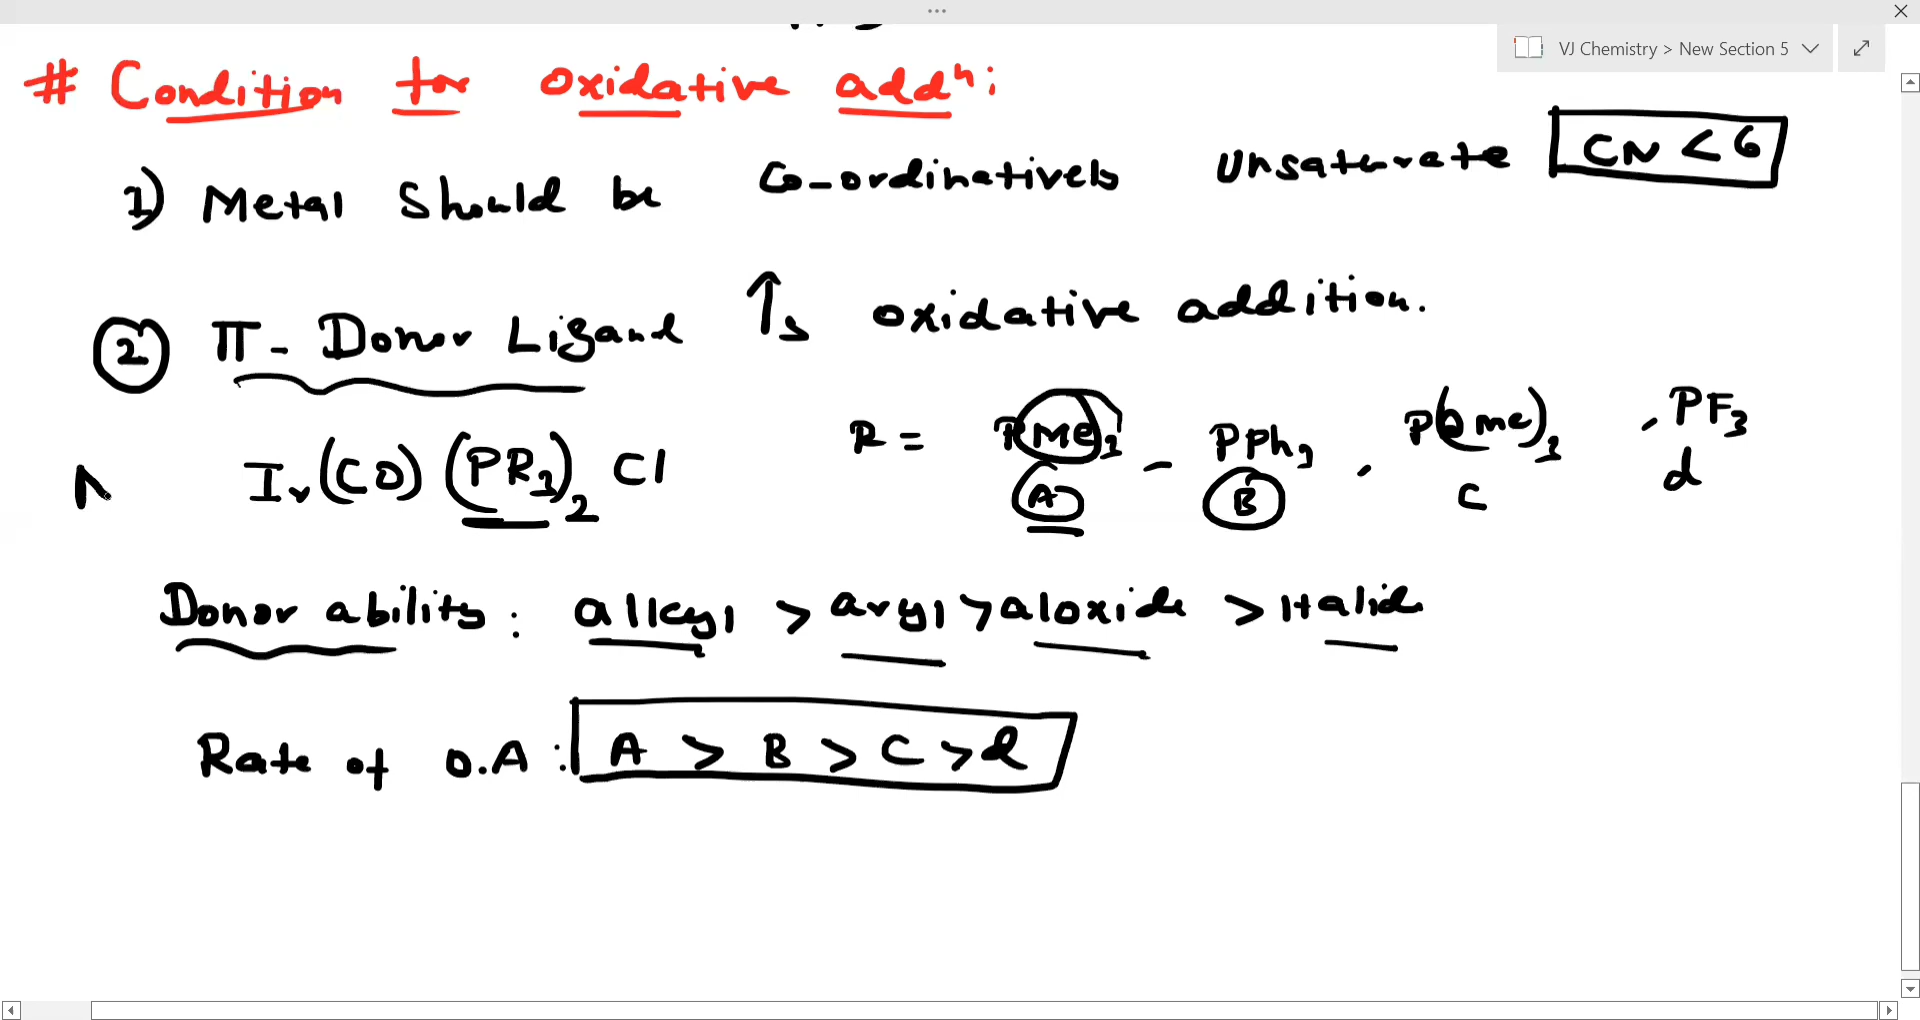 VJ Chemistry > New Section 5
# Condition for oxidative addⁿ:
1) Metal Should be Co-ordinatively Unsaturate CN < 6
② π- Donor Ligand ↑s oxidative addition.
Ir(CO)(PR₃)₂Cl R = PMe₃ - PPh₃ , P(OMe)₃ , PF₃
A B C d
Donor ability: alkyl > aryl > aloxide > Halide
Rate of O.A : A > B > C > d